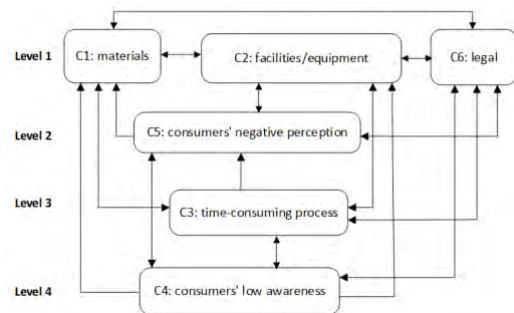 Level 1
C1: materials
C2: facilities/equipment
C6: legal
Level 2
C5: consumers' negative perception
Level 3
C3: time-consuming process
Level 4
C4: consumers' low awareness